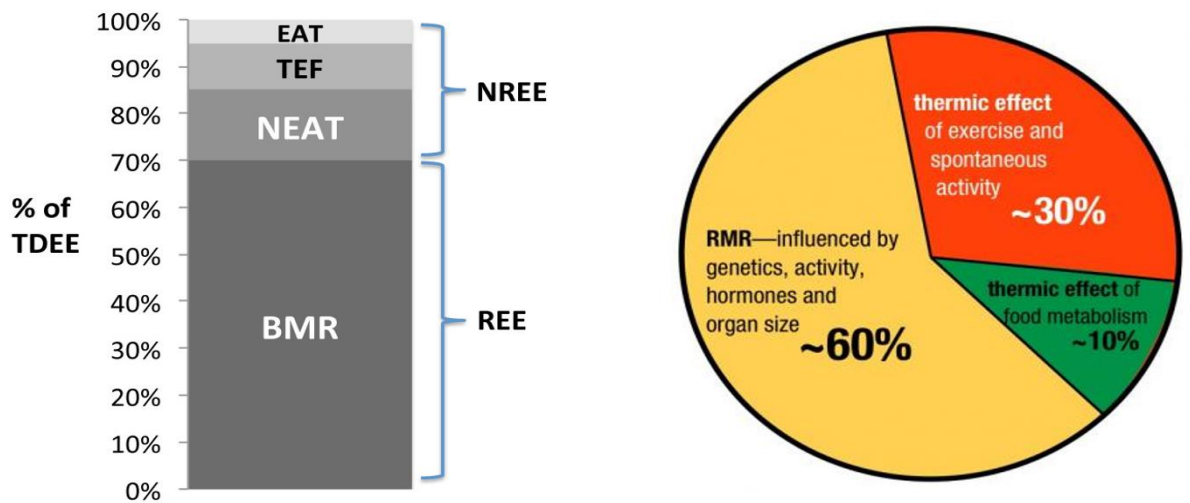 100%
90%
80%
70%
60%
50%
40%
30%
20%
10%
0%
% of
TDEE
EAT
TEF
NEAT
BMR
NREE
REE
thermic effect
of exercise and
spontaneous
activity
~30%
RMR—influenced by
genetics, activity,
hormones and
organ size
~60%
thermic effect of
food metabolism
~10%